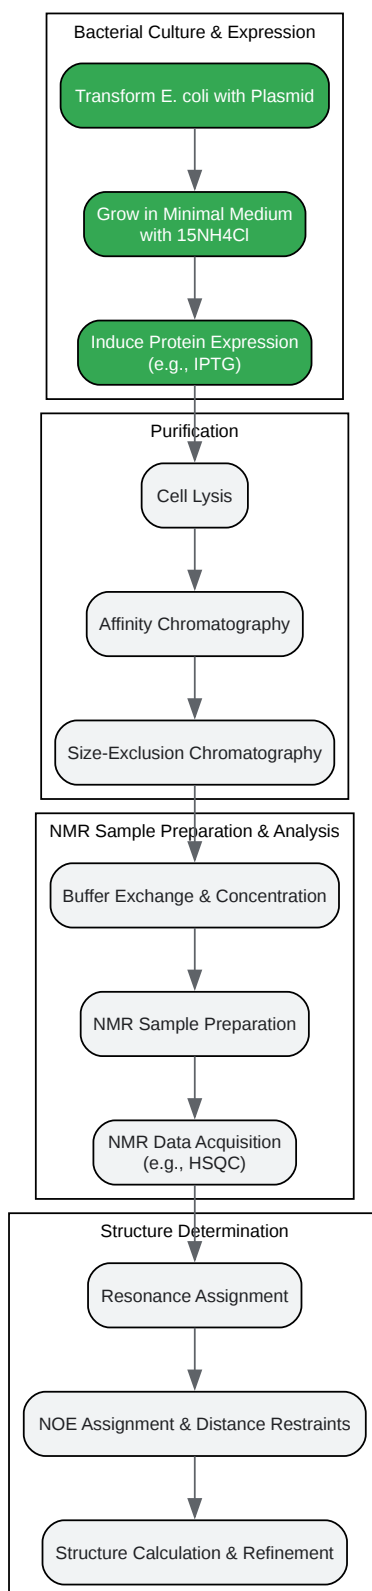 Bacterial Culture & Expression
Transform E. coli with Plasmid
Grow in Minimal Medium
with 15NH4Cl
Induce Protein Expression
(e.g., IPTG)
Purification
Cell Lysis
Affinity Chromatography
Size-Exclusion Chromatography
NMR Sample Preparation & Analysis
Buffer Exchange & Concentration
NMR Sample Preparation
NMR Data Acquisition
(e.g., HSQC)
Structure Determination
Resonance Assignment
NOE Assignment & Distance Restraints
Structure Calculation & Refinement